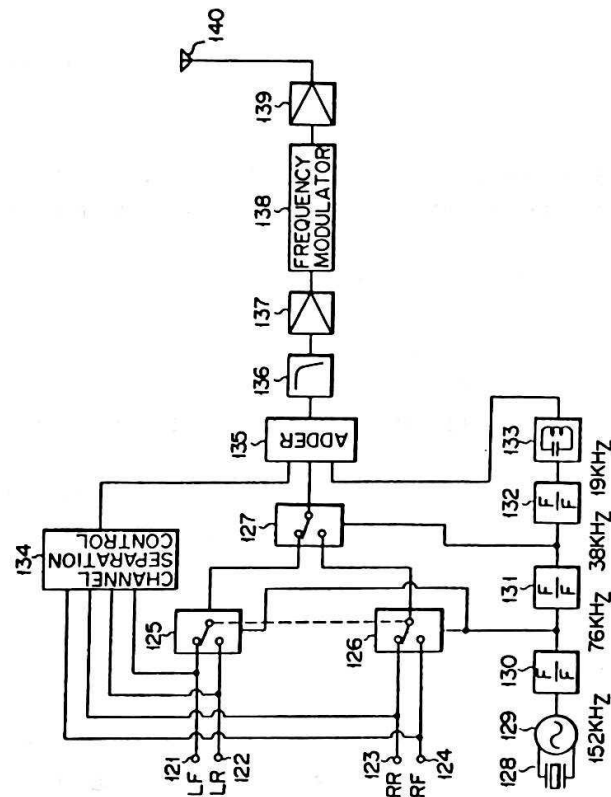 140
139
138
FREQUENCY
MODULATOR
137
136
135
ADDER
134
CHANNEL
SEPARATION
CONTROL
127
125
126
121
LF
LR
122
123
RR
RF
124
133
19KHZ
132
38KHZ
131
76KHZ
130
F/F
F/F
F/F
129
152KHZ
128